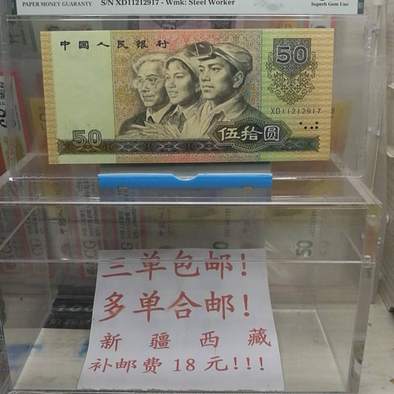 PAPER MONEY GUARANTY
S/N XD11212917 - Wmk: Steel Worker
Superb Gem Unc
中国人民银行
50
XD11212917
50
伍拾圆
三单包邮!
多单合邮!
新疆西藏
补邮费18元!!!